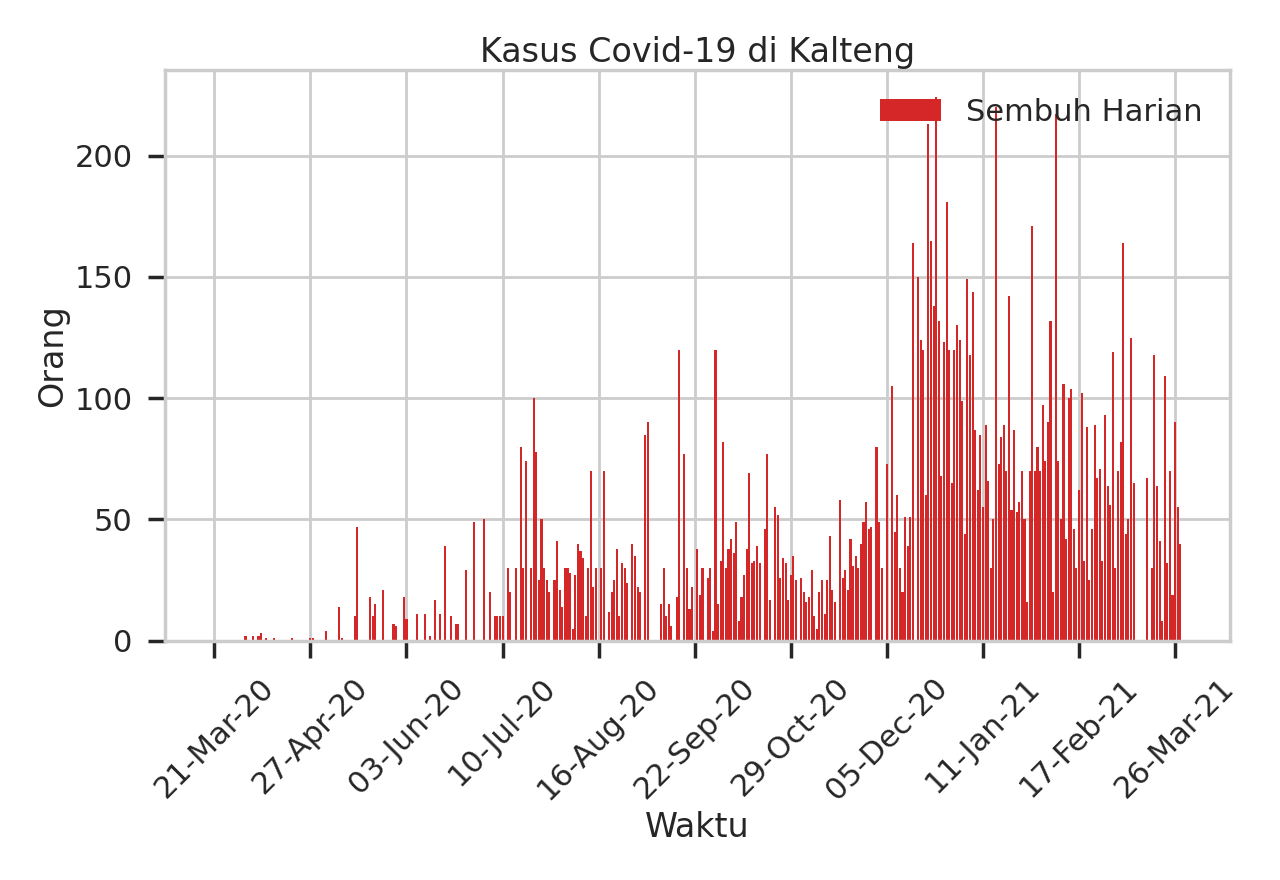 Kasus Covid-19 di Kalteng
Sembuh Harian
200
150
100
50
0
Orang
21-Mar-20
27-Apr-20
03-Jun-20
10-Jul-20
16-Aug-20
22-Sep-20
29-Oct-20
05-Dec-20
11-Jan-21
17-Feb-21
26-Mar-21
Waktu